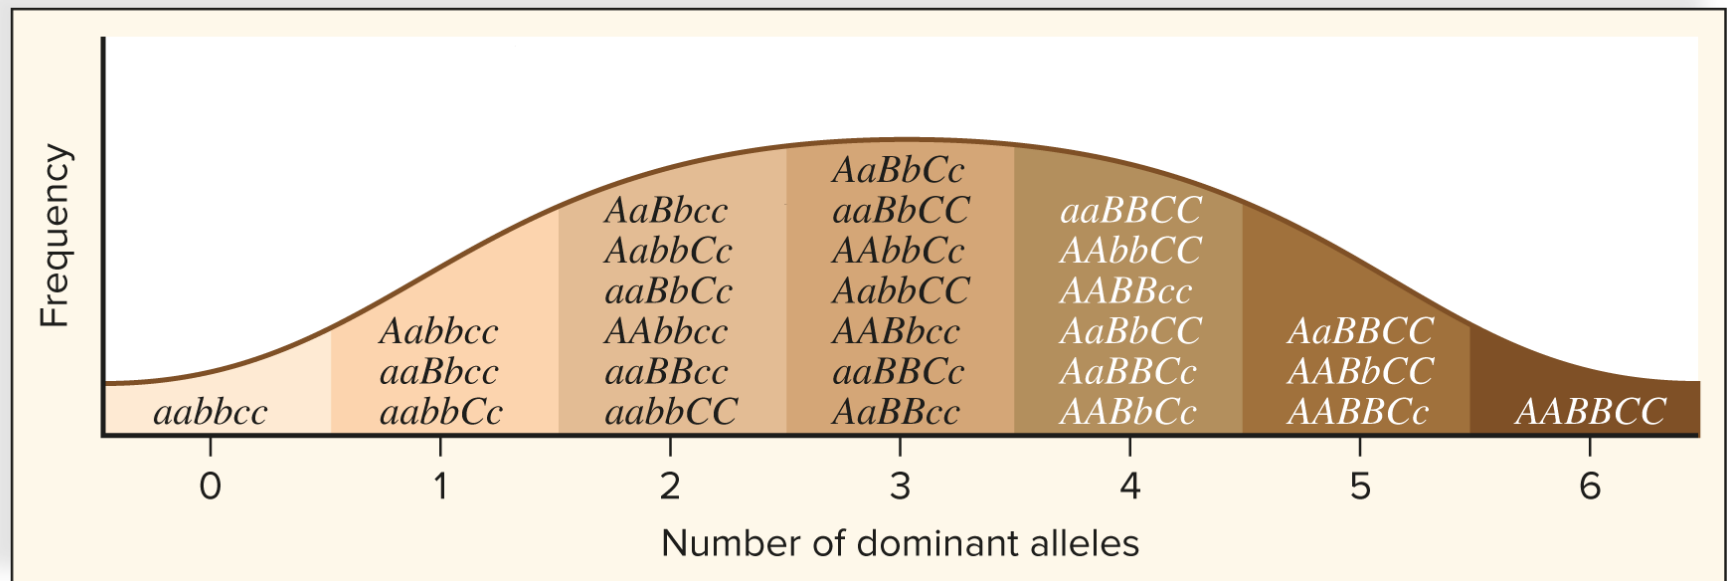 Frequency
aabbcc
Aabbcc
aaBbcc
aabbCc
AaBbcc
AabbCc
aaBbCc
AAbbcc
aaBBcc
aabbCC
AaBbCc
aaBbCC
AAbbCc
AabbCC
AABbcc
aaBBCc
AaBBcc
aaBBCC
AAbbCC
AABBcc
AaBbCC
AaBBCc
AABbCc
AaBBCC
AABbCC
AABBCc
AABBCC
0 1 2 3 4 5 6
Number of dominant alleles